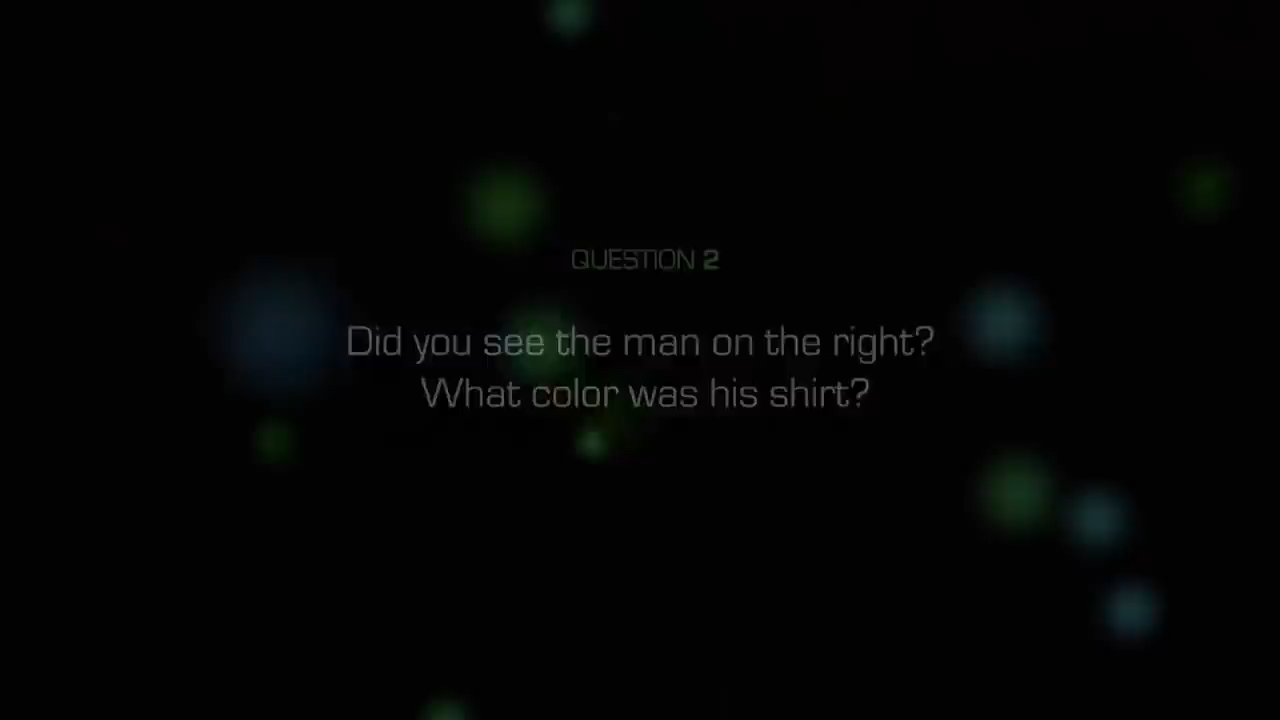 QUESTION 2
Did you see the man on the right?
What color was his shirt?